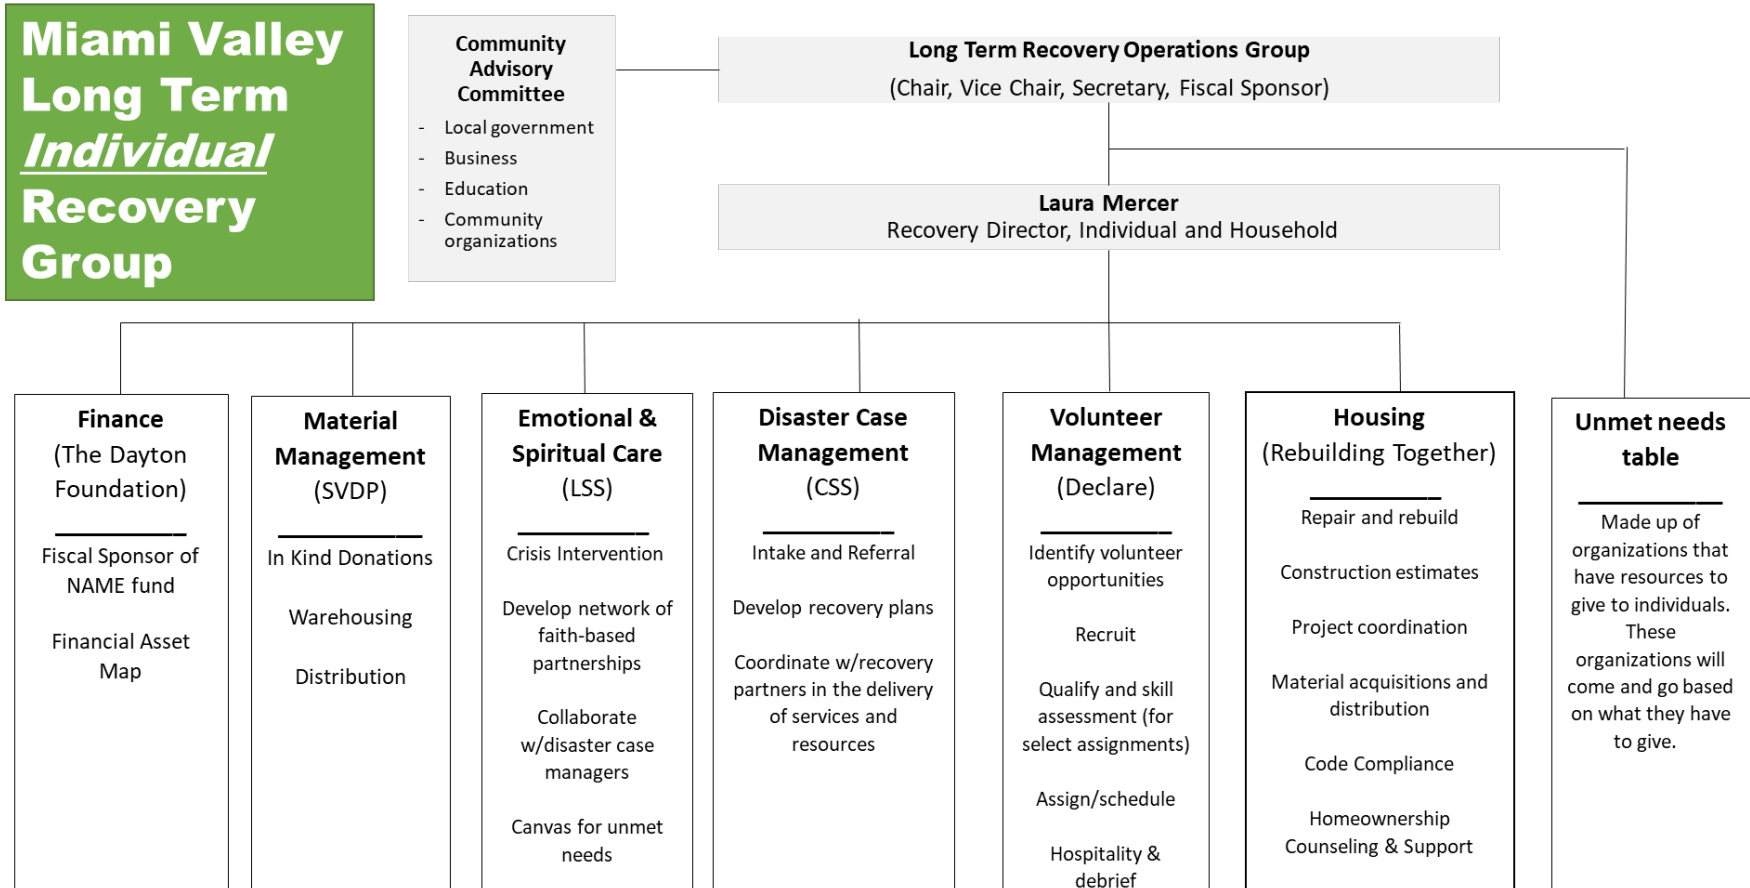 Miami Valley
Long Term
Individual
Recovery
Group
Community
Advisory
Committee
- Local government
- Business
- Education
- Community
organizations
Long Term Recovery Operations Group
(Chair, Vice Chair, Secretary, Fiscal Sponsor)
Laura Mercer
Recovery Director, Individual and Household
Finance
(The Dayton
Foundation)
Fiscal Sponsor of
NAME fund
Financial Asset
Map
Material
Management
(SVDP)
In Kind Donations
Warehousing
Distribution
Emotional &
Spiritual Care
(LSS)
Crisis Intervention
Develop network of
faith-based
partnerships
Collaborate
w/disaster case
managers
Canvas for unmet
needs
Disaster Case
Management
(CSS)
Intake and Referral
Develop recovery plans
Coordinate w/recovery
partners in the delivery
of services and
resources
Volunteer
Management
(Declare)
Identify volunteer
opportunities
Recruit
Qualify and skill
assessment (for
select assignments)
Assign/schedule
Hospitality &
debrief
Housing
(Rebuilding Together)
Repair and rebuild
Construction estimates
Project coordination
Material acquisitions and
distribution
Code Compliance
Homeownership
Counseling & Support
Unmet needs
table
Made up of
organizations that
have resources to
give to individuals.
These
organizations will
come and go based
on what they have
to give.